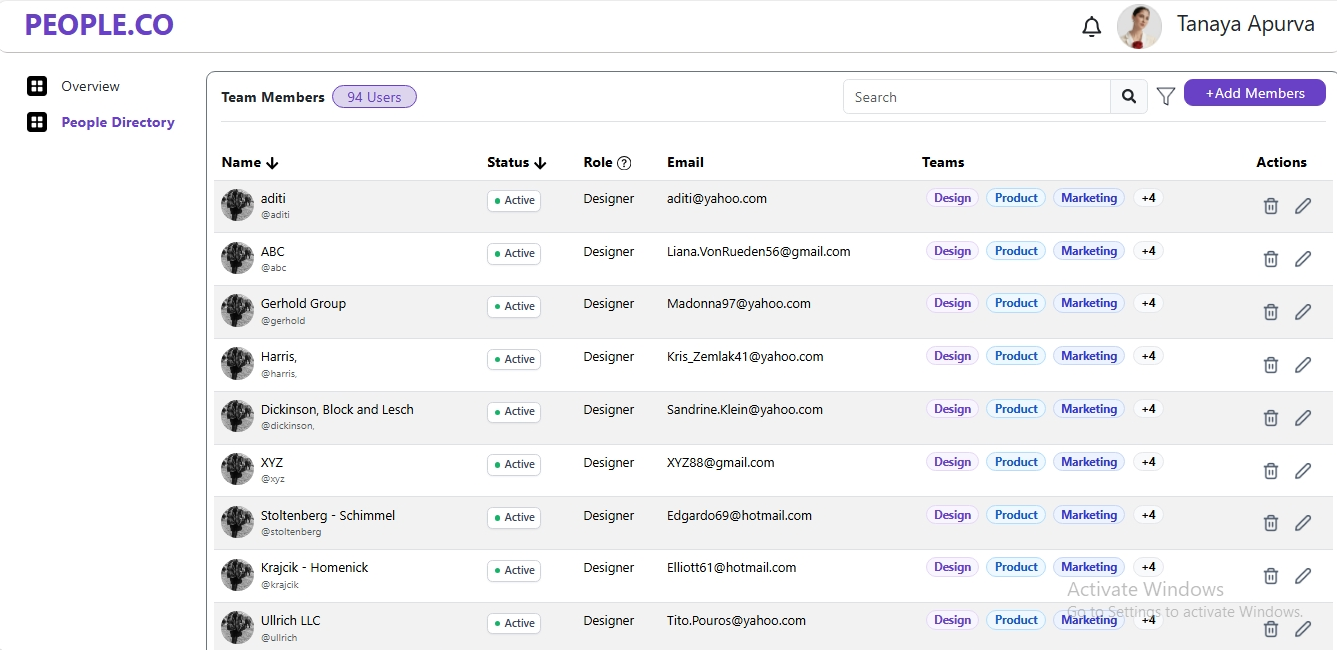 PEOPLE.CO
Tanaya Apurva
Overview
People Directory
Team Members 94 Users
Search
+Add Members
Name Status Role Email Teams Actions
aditi Active Designer aditi@yahoo.com Design Product Marketing +4
@aditi
ABC Active Designer Liana.VonRueden56@gmail.com Design Product Marketing +4
@abc
Gerhold Group Active Designer Madonna97@yahoo.com Design Product Marketing +4
@gerhold
Harris, Active Designer Kris_Zemlak41@yahoo.com Design Product Marketing +4
@harris,
Dickinson, Block and Lesch Active Designer Sandrine.Klein@yahoo.com Design Product Marketing +4
@dickinson,
XYZ Active Designer XYZ88@gmail.com Design Product Marketing +4
@xyz
Stoltenberg - Schimmel Active Designer Edgardo69@hotmail.com Design Product Marketing +4
@stoltenberg
Krajcik - Homenick Active Designer Elliott61@hotmail.com Design Product Marketing +4
@krajcik
Activate Windows
Go to Settings to activate Windows.
Ullrich LLC Active Designer Tito.Pouros@yahoo.com Design Product Marketing +4
@ullrich